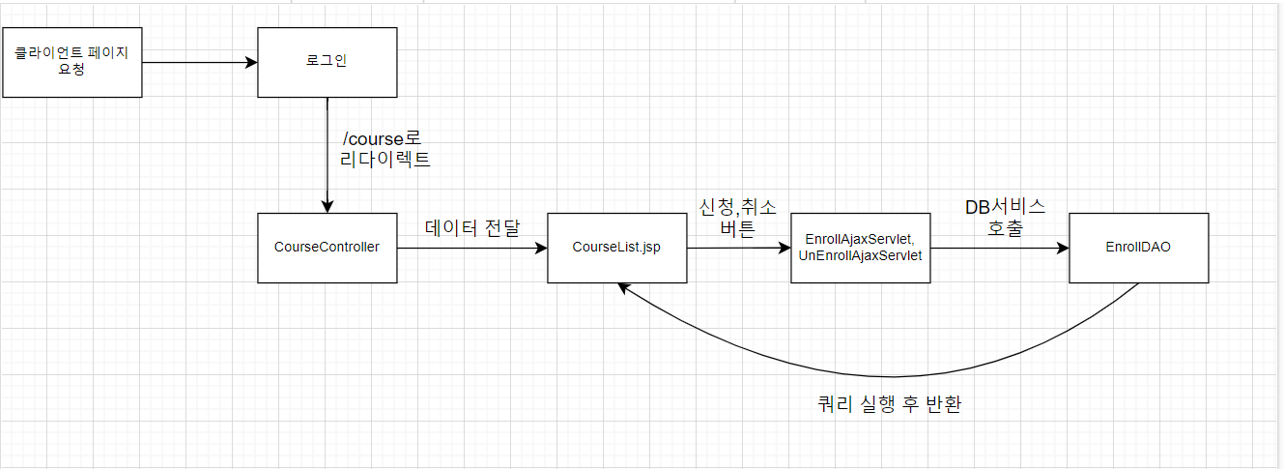 클라이언트 페이지
요청
로그인
/course로
리다이렉트
CourseController
데이터 전달
CourseList.jsp
신청,취소
버튼
EnrollAjaxServlet,
UnEnrollAjaxServlet
DB서비스
호출
EnrollDAO
쿼리 실행 후 반환